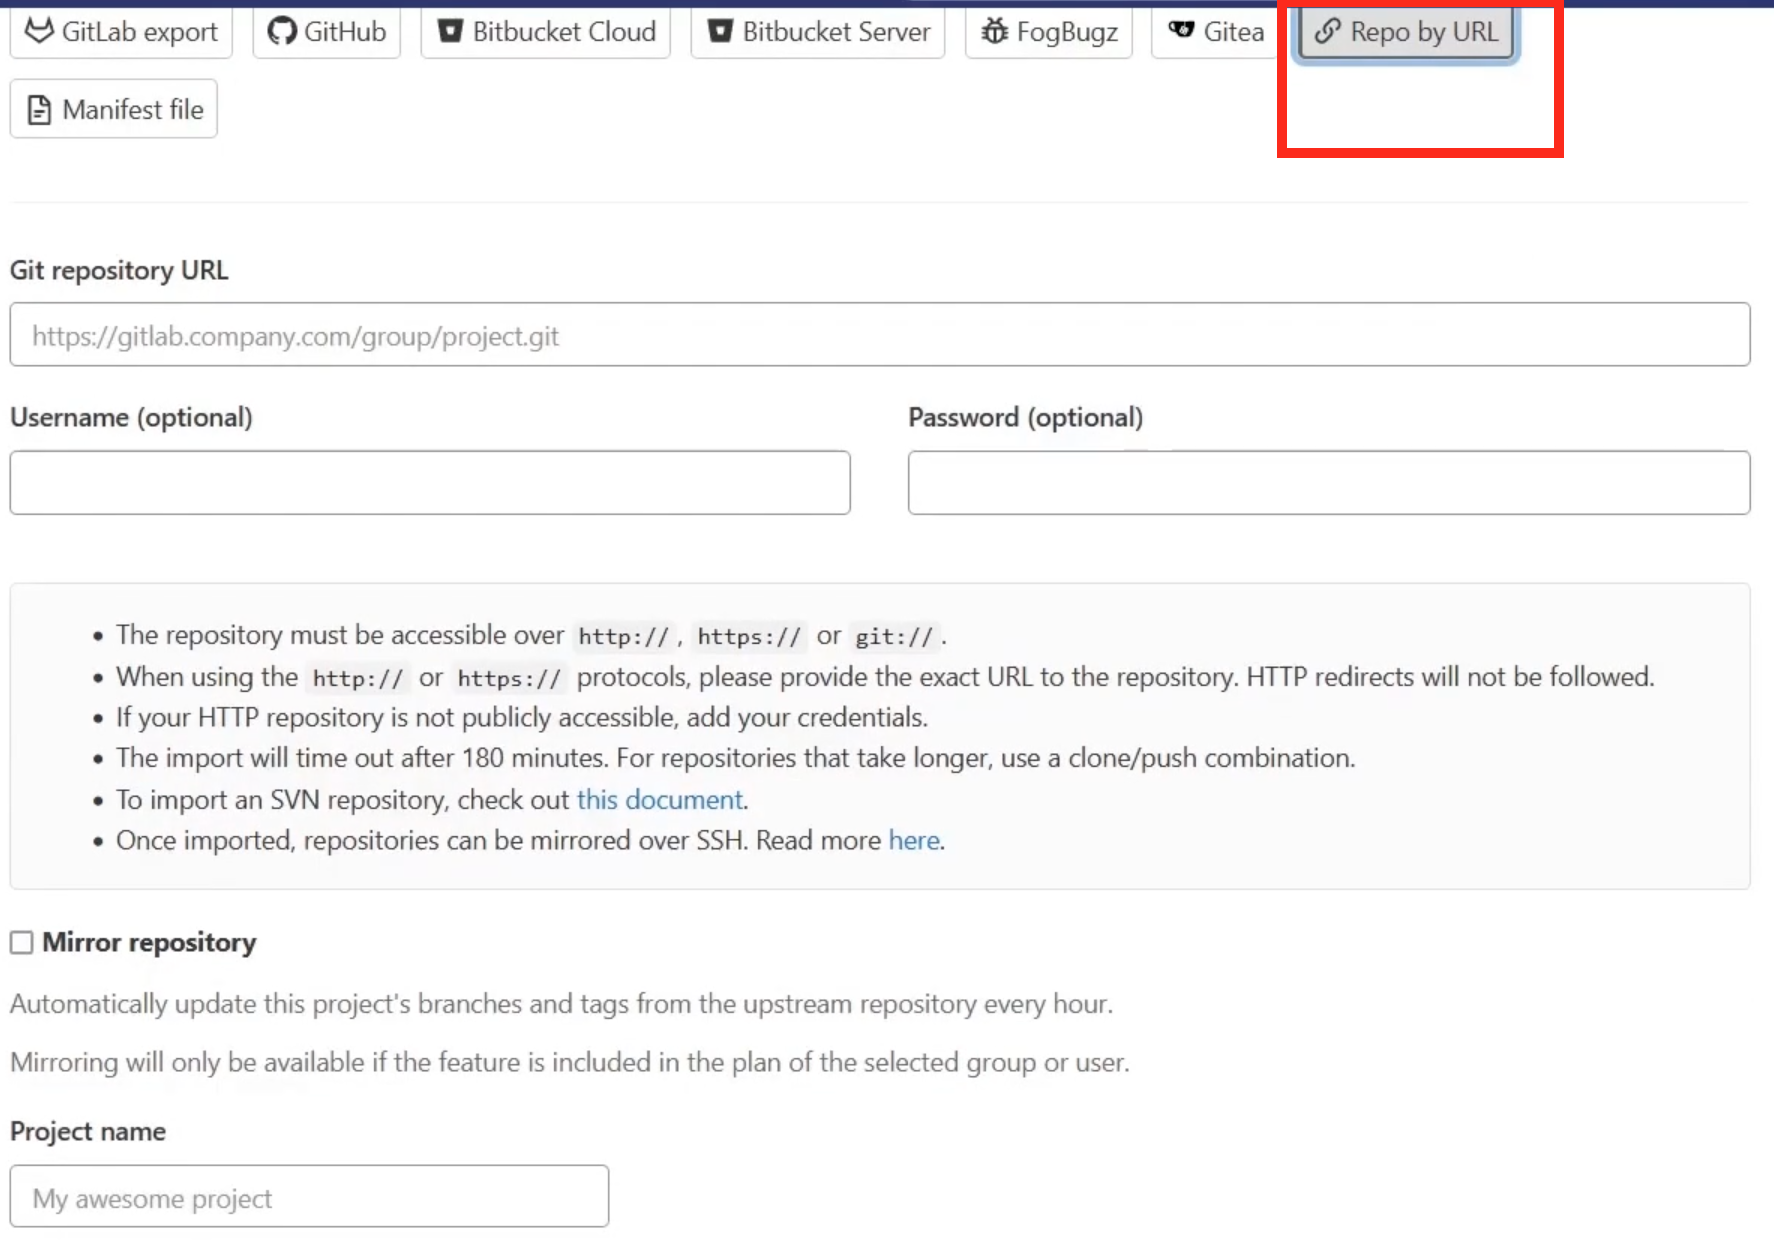 GitLab export GitHub Bitbucket Cloud Bitbucket Server FogBugz Gitea Repo by URL
Manifest file
Git repository URL
https://gitlab.company.com/group/project.git
Username (optional) Password (optional)
• The repository must be accessible over http://, https:// or git://.
• When using the http:// or https:// protocols, please provide the exact URL to the repository. HTTP redirects will not be followed.
• If your HTTP repository is not publicly accessible, add your credentials.
• The import will time out after 180 minutes. For repositories that take longer, use a clone/push combination.
• To import an SVN repository, check out this document.
• Once imported, repositories can be mirrored over SSH. Read more here.
Mirror repository
Automatically update this project's branches and tags from the upstream repository every hour.
Mirroring will only be available if the feature is included in the plan of the selected group or user.
Project name
My awesome project